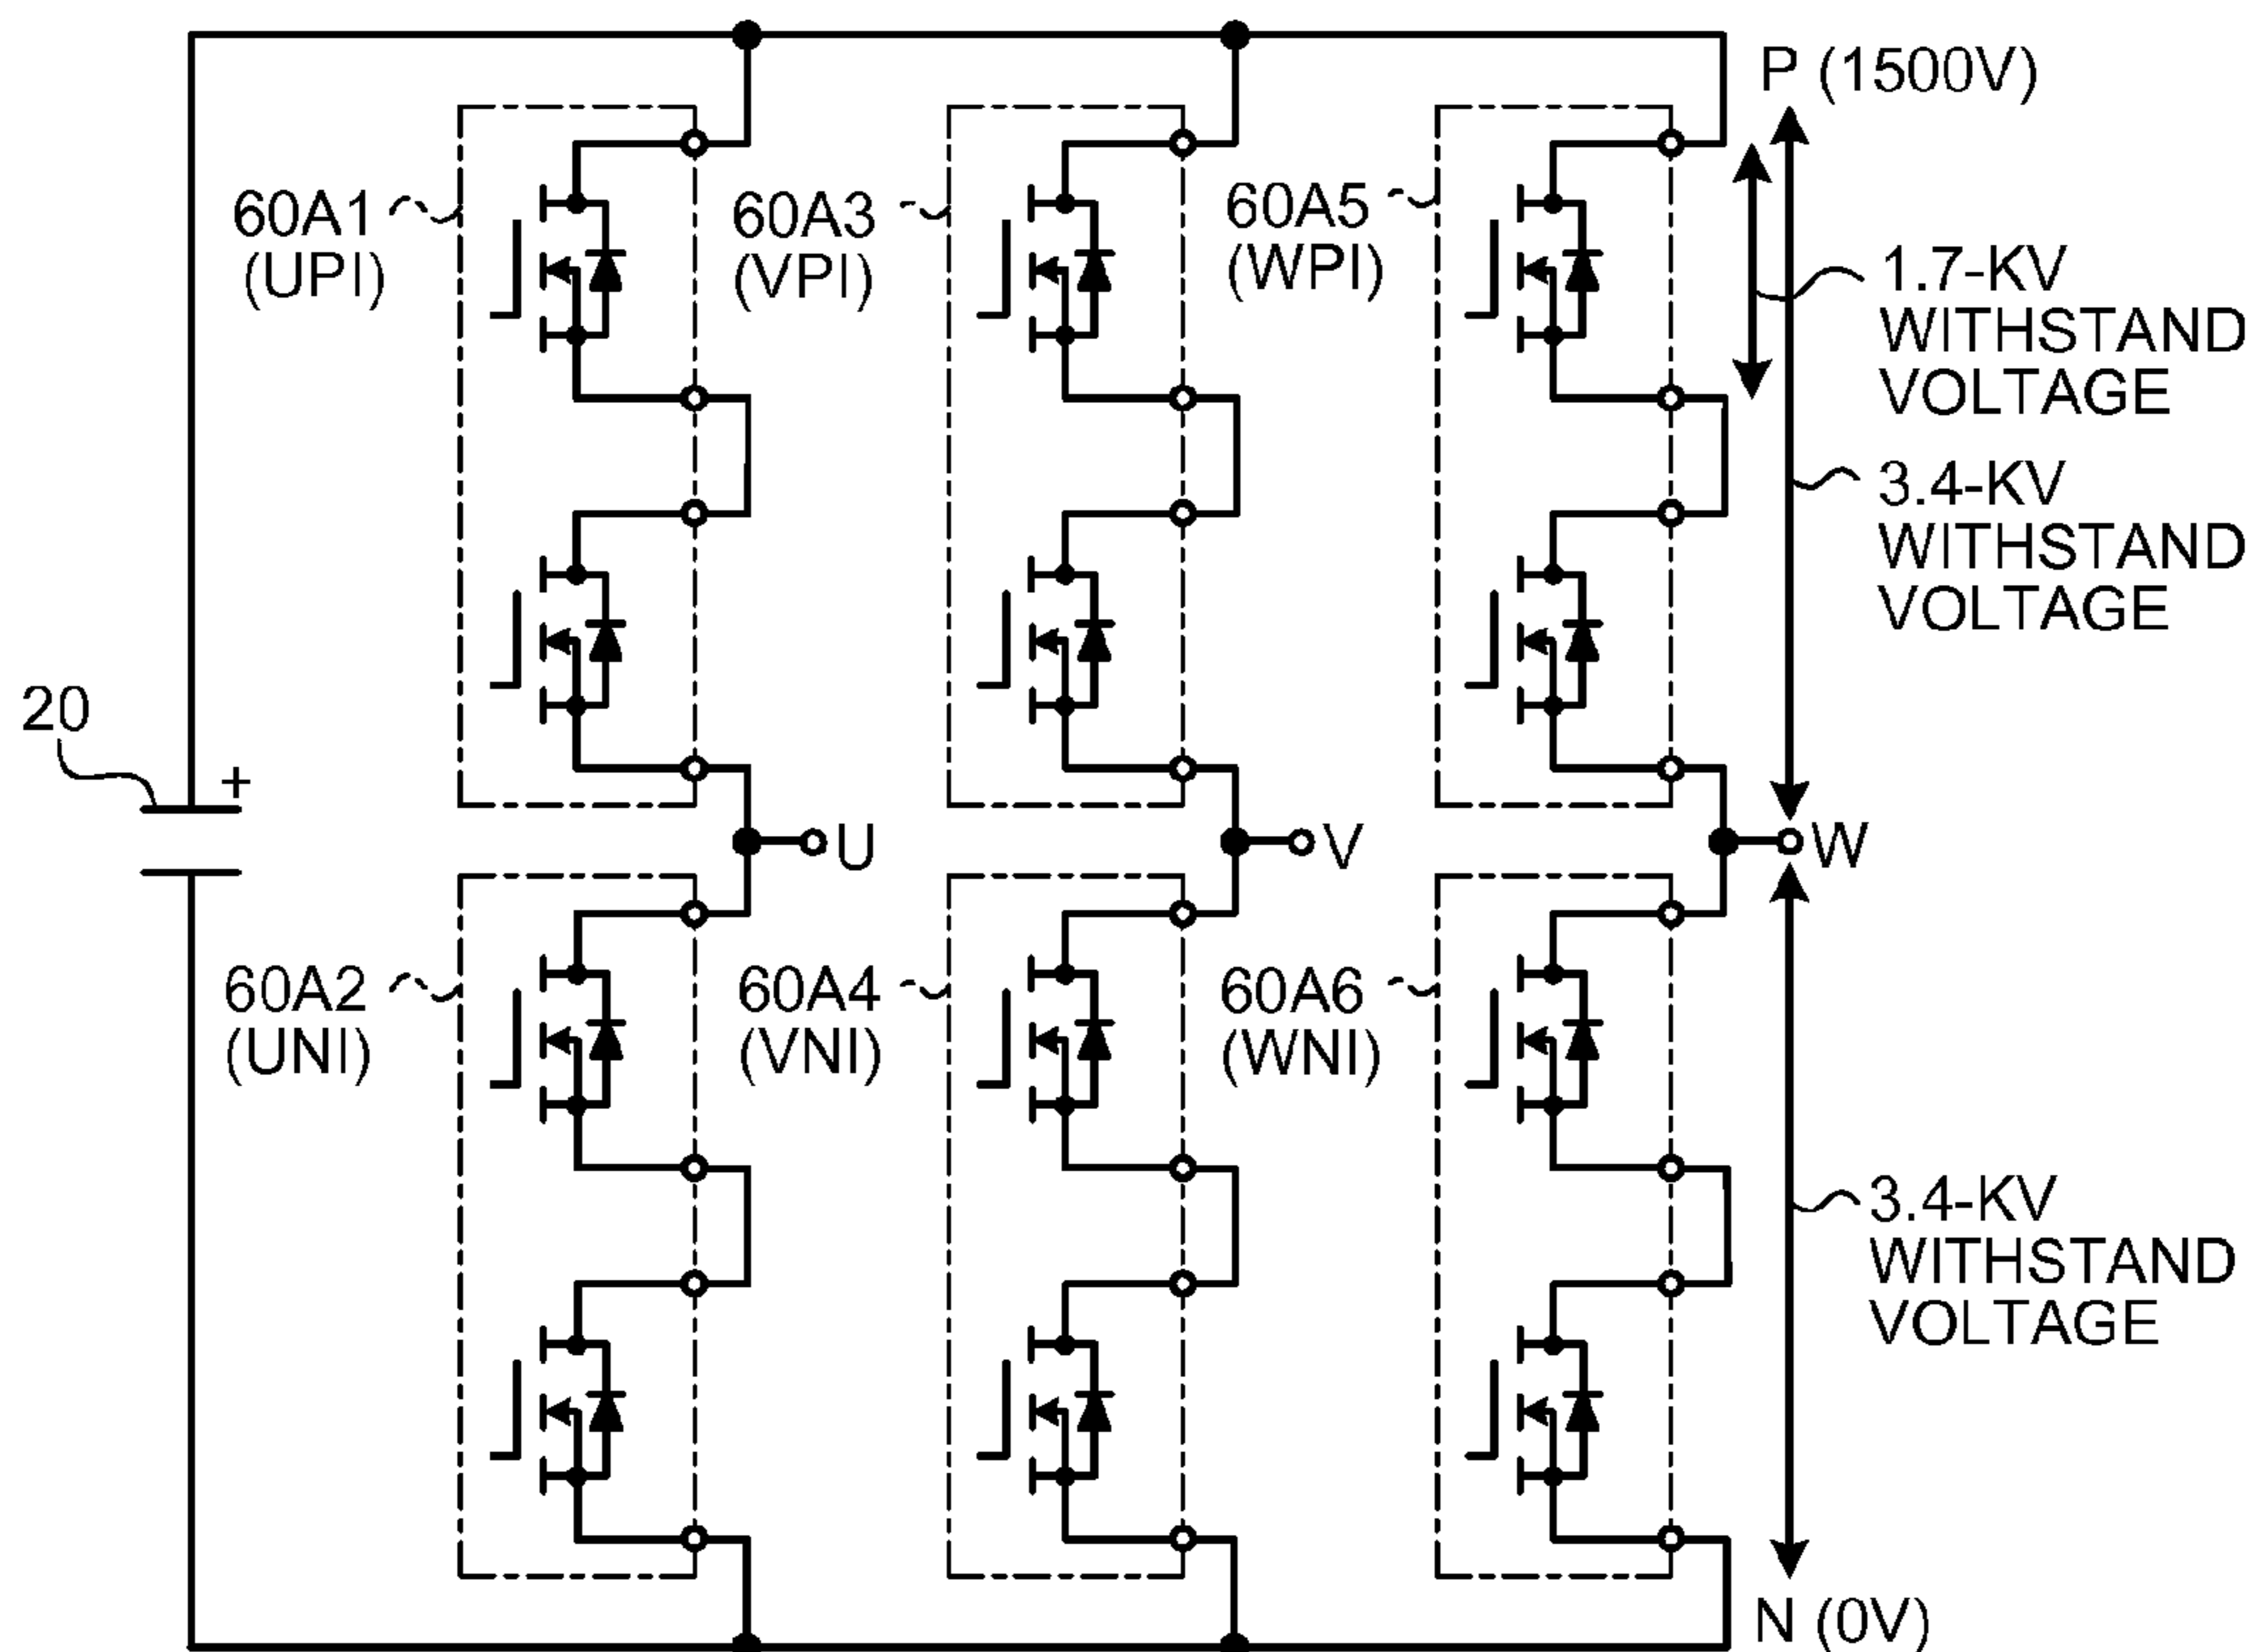 P (1500V)
60A1
(UPI)
60A3
(VPI)
60A5
(WPI)
1.7-KV
WITHSTAND
VOLTAGE
3.4-KV
WITHSTAND
VOLTAGE
20
+
U
V
W
60A2
(UNI)
60A4
(VNI)
60A6
(WNI)
3.4-KV
WITHSTAND
VOLTAGE
N (0V)